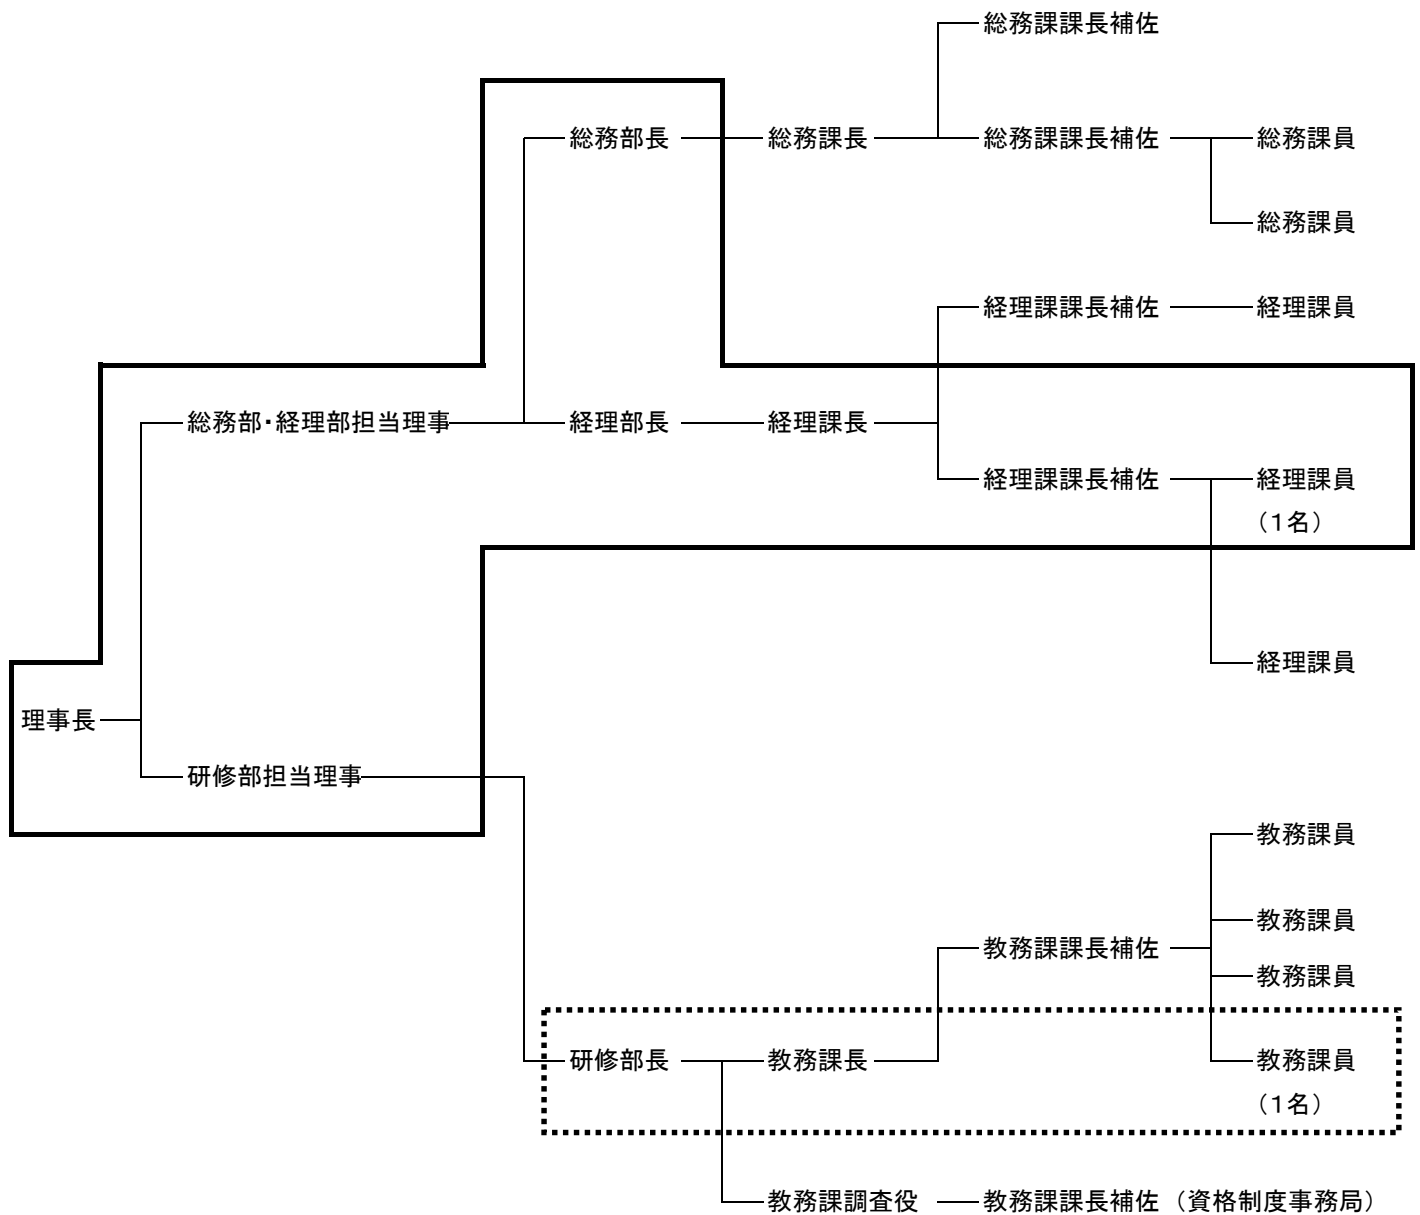 総務課課長補佐
総務部長 総務課長 総務課課長補佐 総務課員
総務課員
経理課課長補佐 経理課員
総務部・経理部担当理事 経理部長 経理課長
経理課課長補佐 経理課員
（1名）
経理課員
理事長
研修部担当理事
教務課員
教務課員
教務課課長補佐
教務課員
研修部長 教務課長 教務課員
（1名）
教務課調査役 教務課課長補佐（資格制度事務局）